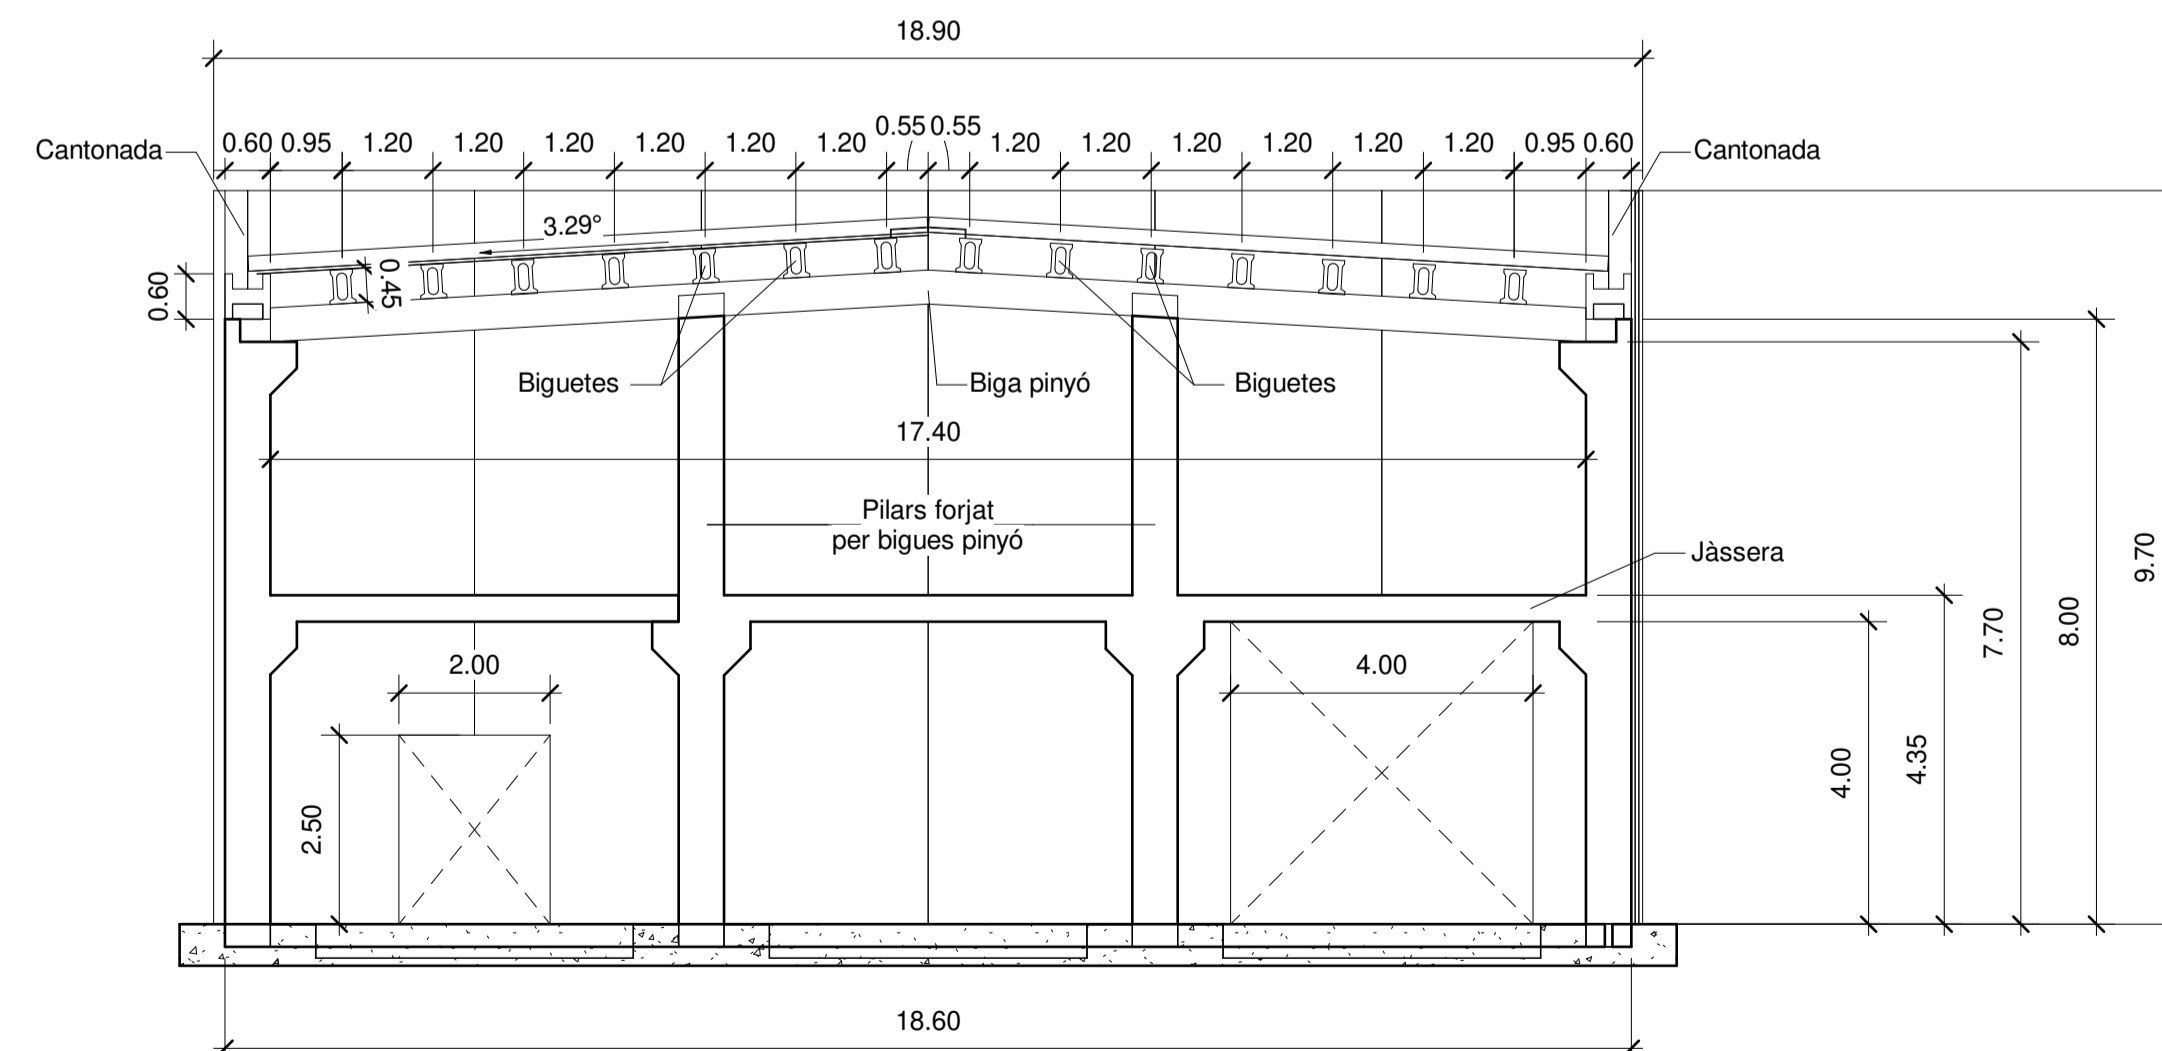 18.90
0.55 0.55
Cantonada
0.60 0.95 1.20 1.20 1.20 1.20 1.20 1.20 1.20 1.20 1.20 1.20 1.20 1.20 0.95 0.60
Cantonada
3.29°
0.60
0.45
Biguetes
Biga pinyó
Biguetes
17.40
Pilars forjat
per bigues pinyó
Jàssera
9.70
8.00
7.70
4.35
4.00
2.00
4.00
2.50
18.60